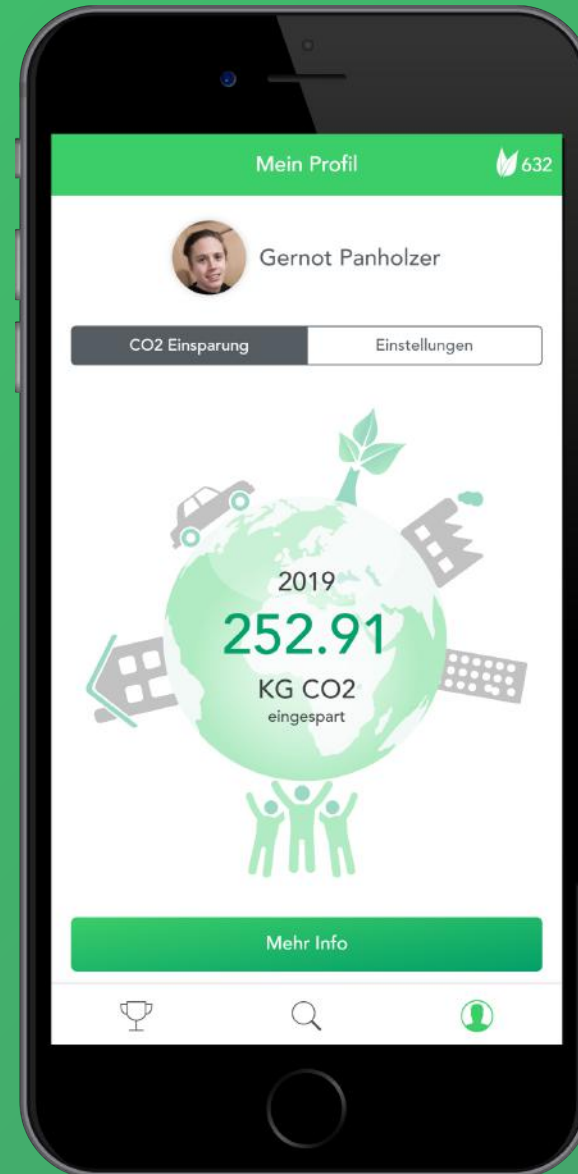 Mein Profil
632
Gernot Panholzer
CO2 Einsparung
Einstellungen
2019
252.91
KG CO2
eingespart
Mehr Info